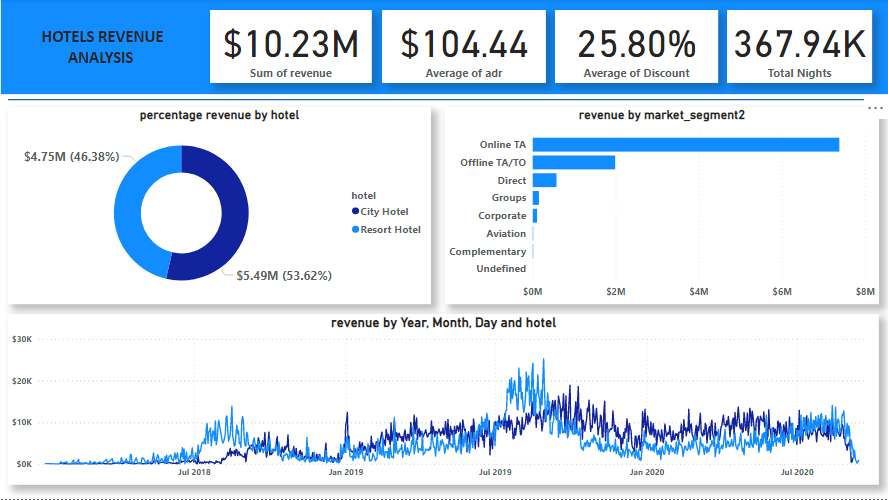 HOTELS REVENUE
ANALYSIS
$10.23M
Sum of revenue
$104.44
Average of adr
25.80%
Average of Discount
367.94K
Total Nights
percentage revenue by hotel
$4.75M (46.38%)
$5.49M (53.62%)
hotel
City Hotel
Resort Hotel
revenue by market_segment2
Online TA
Offline TA/TO
Direct
Groups
Corporate
Aviation
Complementary
Undefined
$0M $2M $4M $6M $8M
revenue by Year, Month, Day and hotel
$30K
$20K
$10K
$0K
Jul 2018 Jan 2019 Jul 2019 Jan 2020 Jul 2020